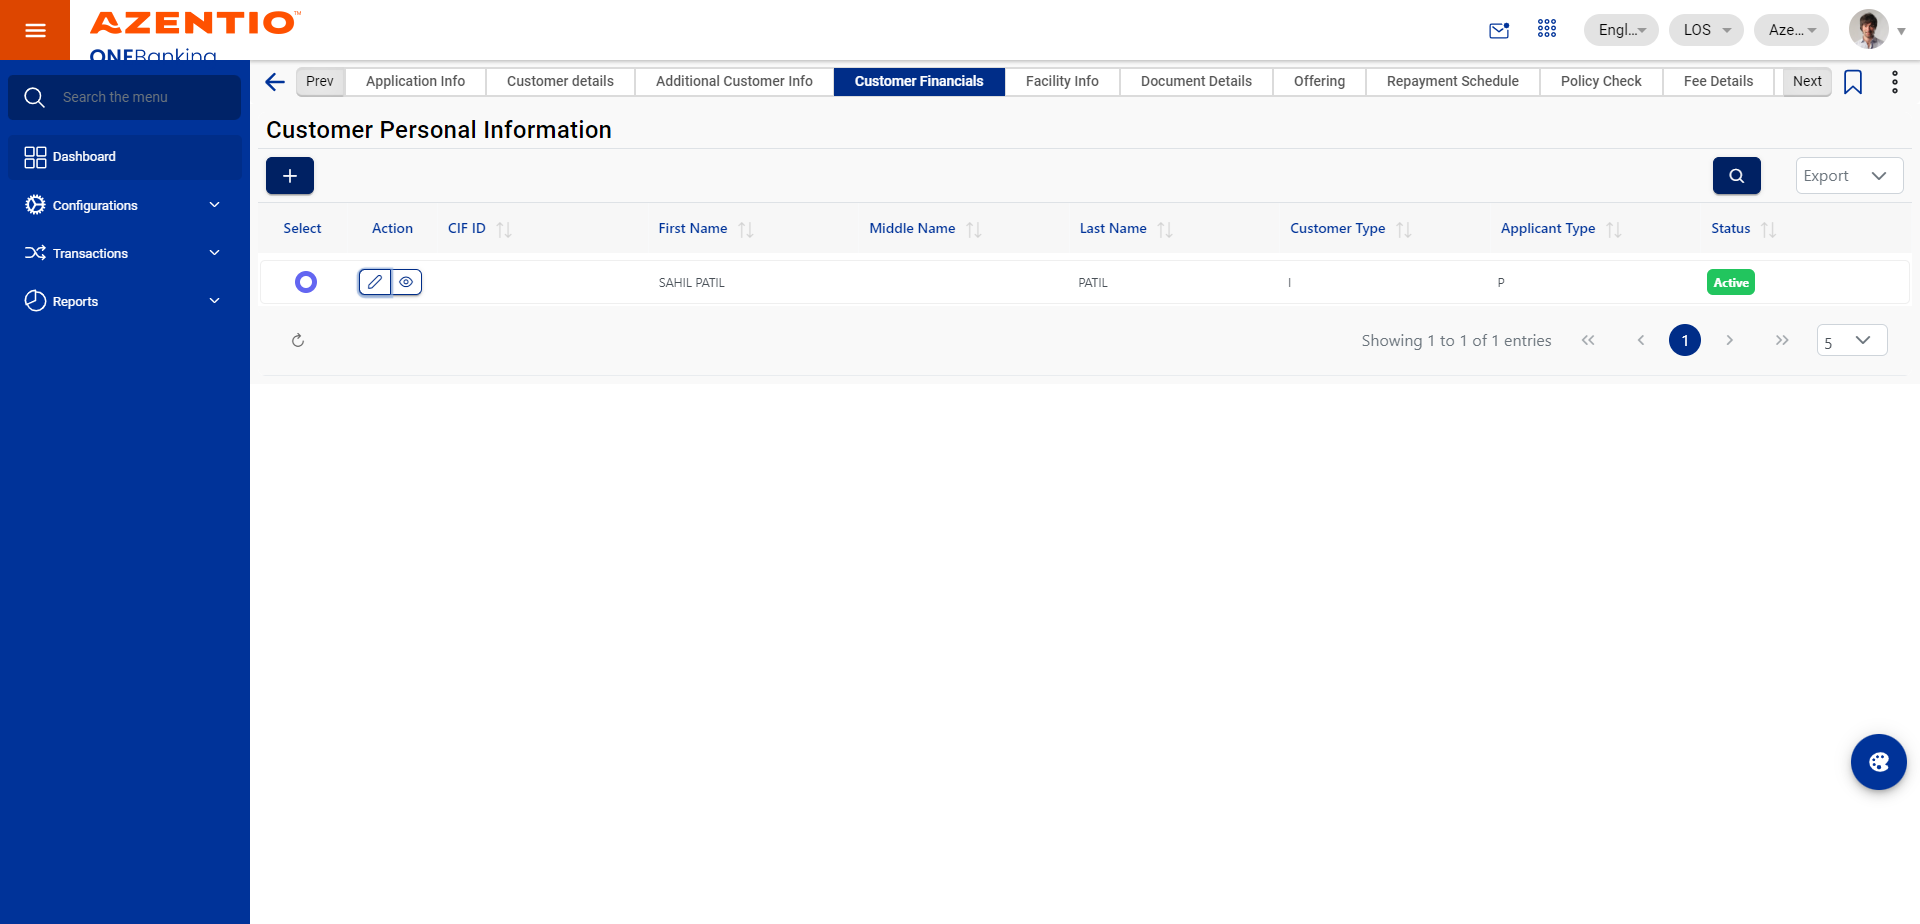 AZENTIO™
ONEBanking
Engl...
LOS
Aze...
Search the menu
Dashboard
Configurations
Transactions
Reports
Prev
Application Info
Customer details
Additional Customer Info
Customer Financials
Facility Info
Document Details
Offering
Repayment Schedule
Policy Check
Fee Details
Next
Customer Personal Information
Export
Select Action CIF ID First Name Middle Name Last Name Customer Type Applicant Type Status
SAHIL PATIL PATIL I P Active
Showing 1 to 1 of 1 entries
1
5